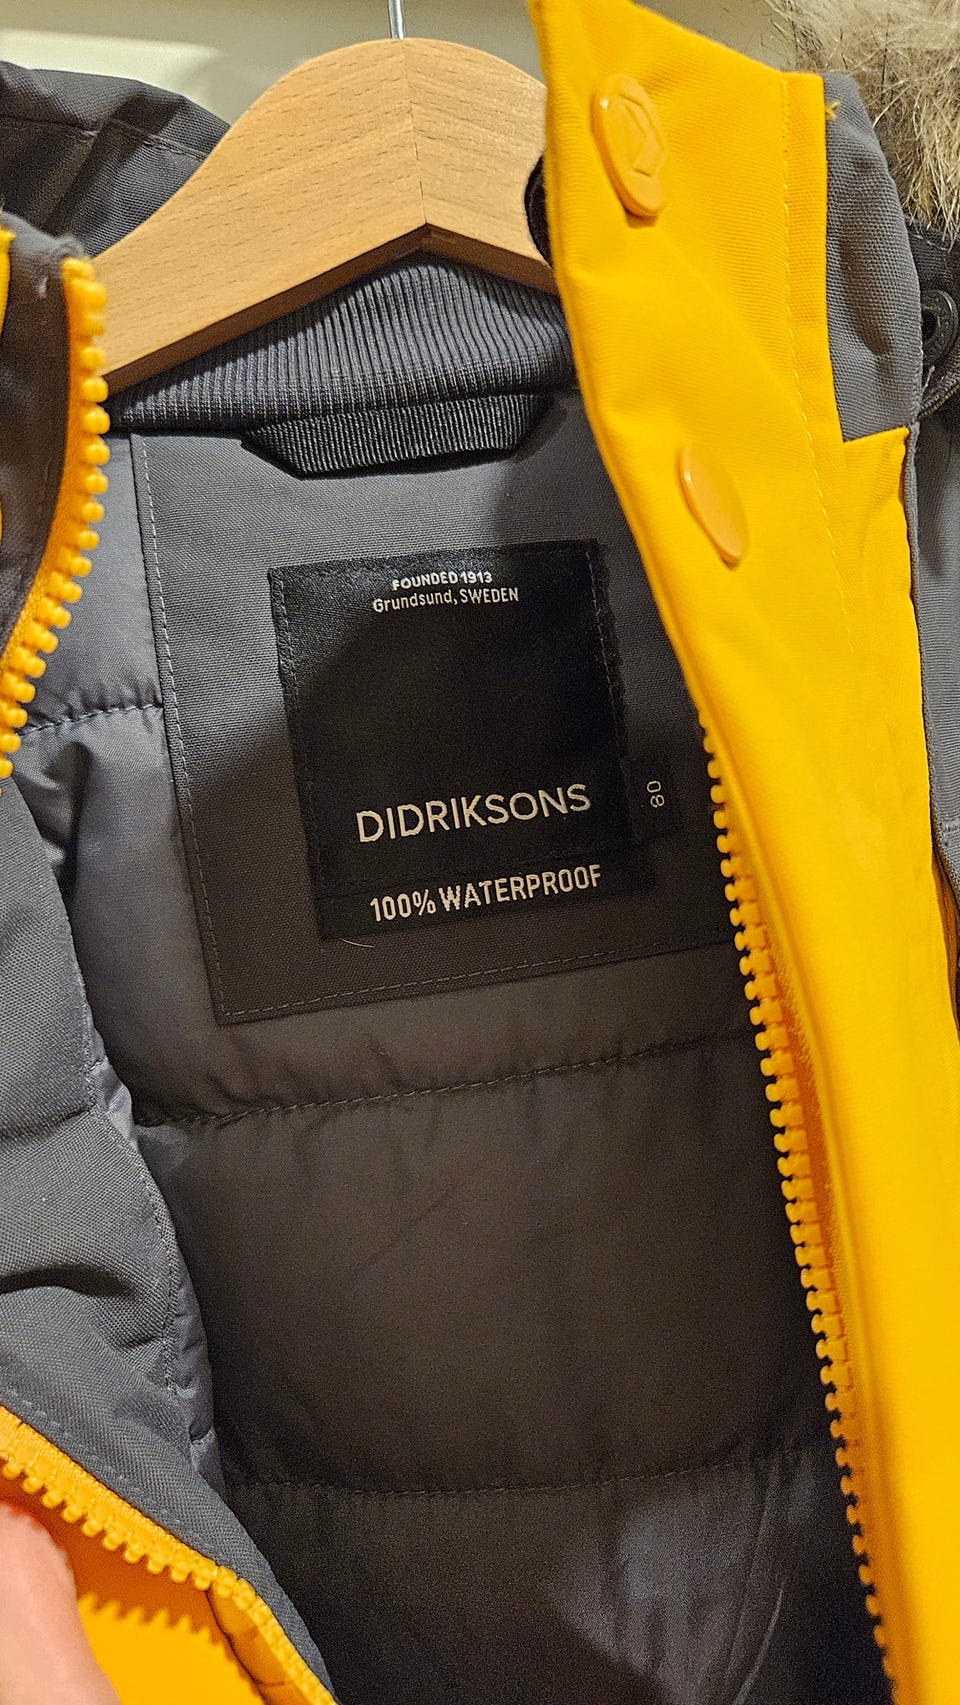 FOUNDED 1913
Grundsund, SWEDEN
DIDRIKSONS
80
100% WATERPROOF